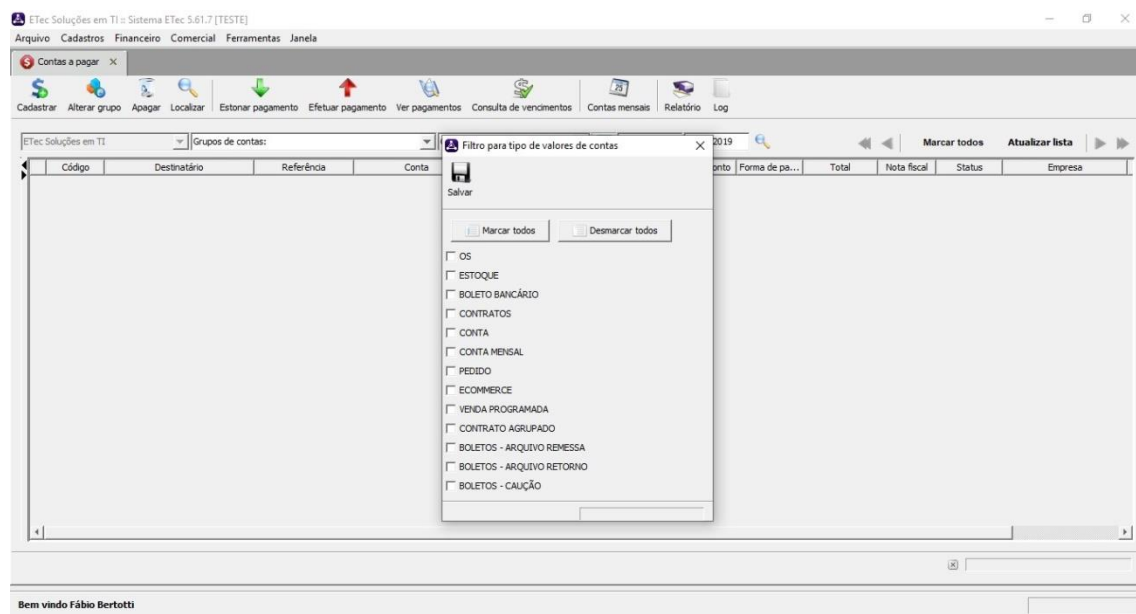 ETec Soluções em TI :: Sistema ETec 5.61.7 [TESTE]
Arquivo Cadastros Financeiro Comercial Ferramentas Janela
Contas a pagar
Cadastrar Alterar grupo Apagar Localizar Estonar pagamento Efetuar pagamento Ver pagamentos Consulta de vencimentos Contas mensais Relatório Log
ETec Soluções em TI Grupos de contas: 2019 Marcar todos Atualizar lista
Código Destinatário Referência Conta onto Forma de pa... Total Nota fiscal Status Empresa
Filtro para tipo de valores de contas
Salvar
Marcar todos Desmarcar todos
OS
ESTOQUE
BOLETO BANCÁRIO
CONTRATOS
CONTA
CONTA MENSAL
PEDIDO
ECOMMERCE
VENDA PROGRAMADA
CONTRATO AGRUPADO
BOLETOS - ARQUIVO REMESSA
BOLETOS - ARQUIVO RETORNO
BOLETOS - CAUÇÃO
Bem vindo Fábio Bertotti